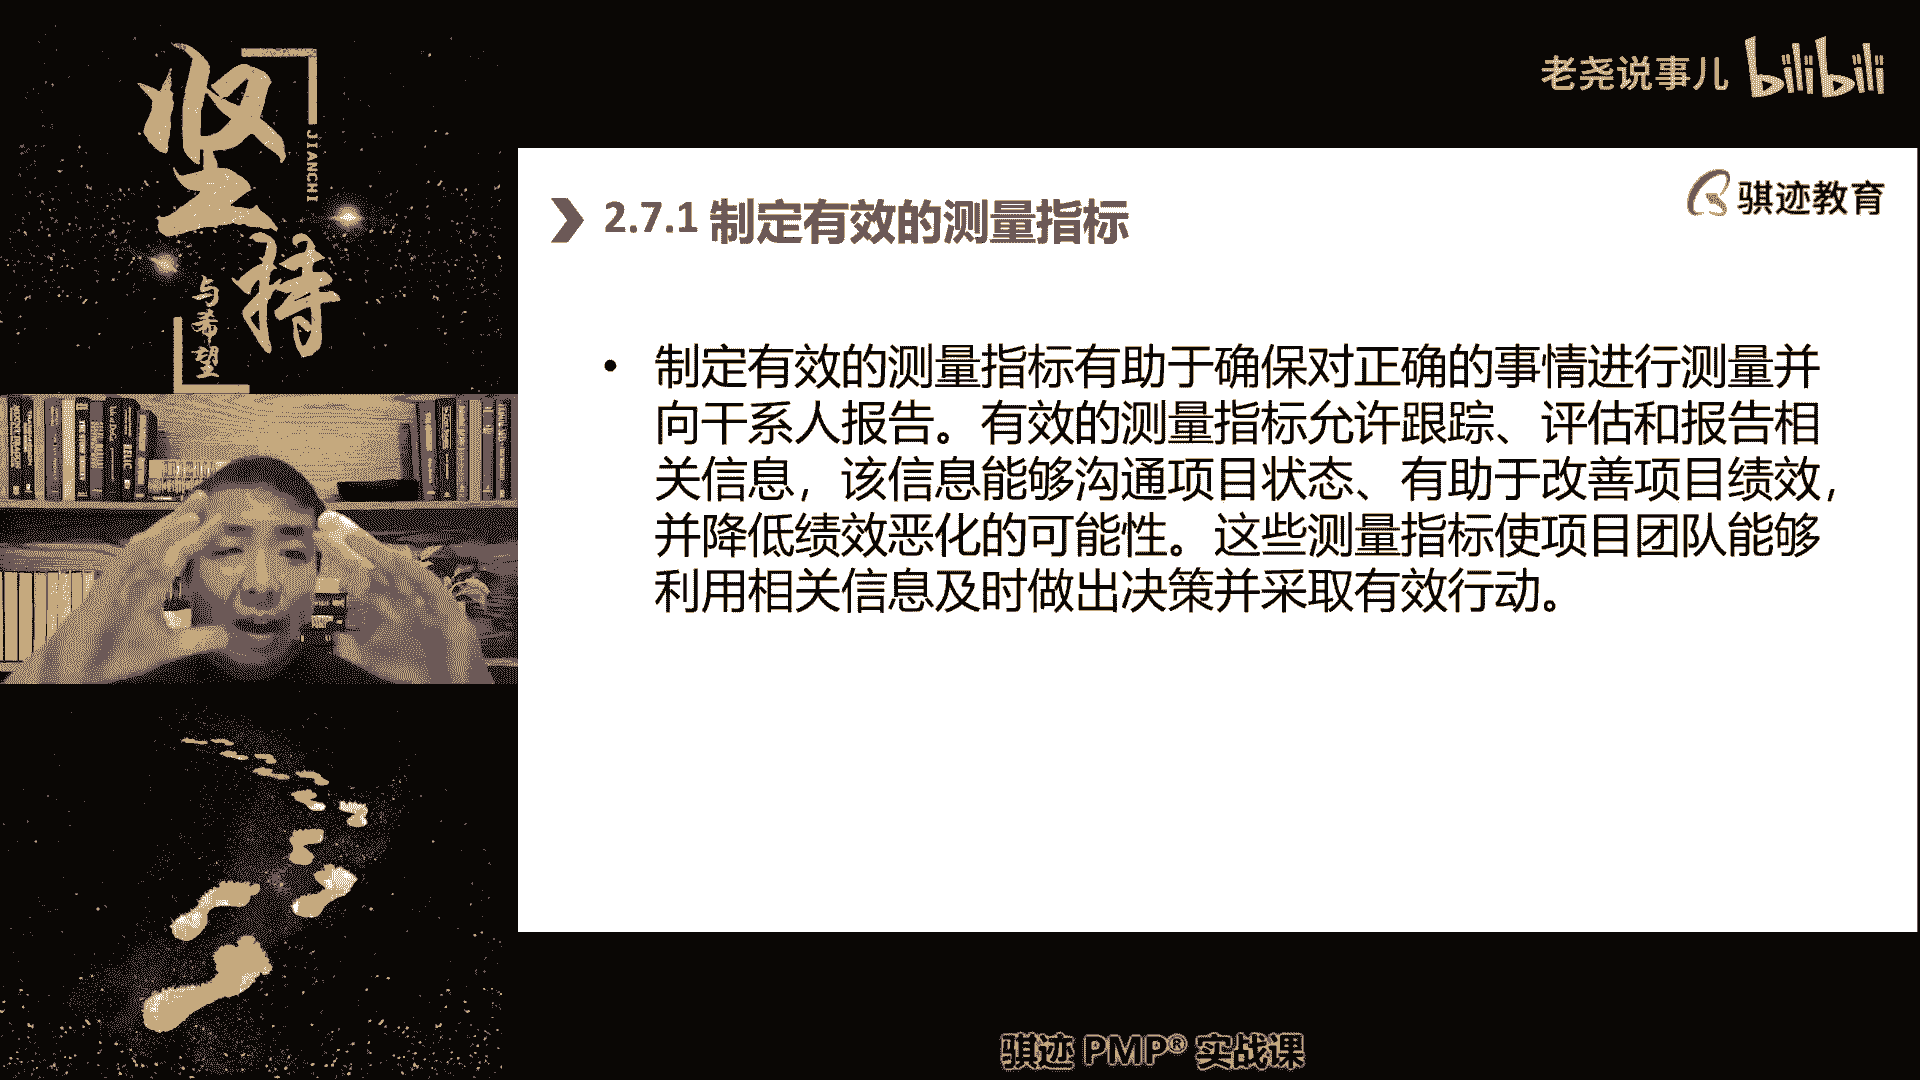 坚持
JIANCHI
与希望
老尧说事儿 bilibili
骐迹教育
2.7.1 制定有效的测量指标
• 制定有效的测量指标有助于确保对正确的事情进行测量并
向干系人报告。有效的测量指标允许跟踪、评估和报告相
关信息，该信息能够沟通项目状态、有助于改善项目绩效，
并降低绩效恶化的可能性。这些测量指标使项目团队能够
利用相关信息及时做出决策并采取有效行动。
骐迹 PMP® 实战课